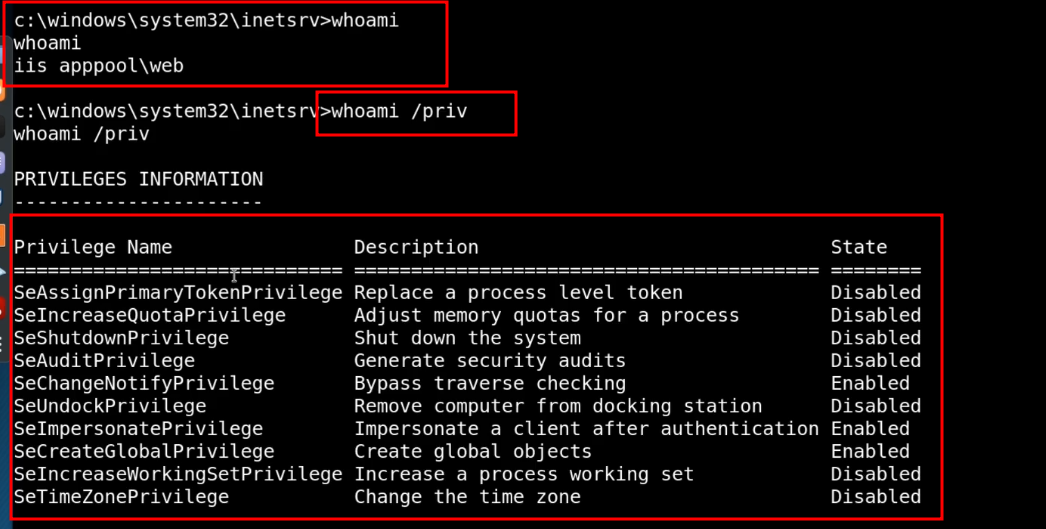 c:\windows\system32\inetsrv>whoami
whoami
iis apppool\web
c:\windows\system32\inetsrv>whoami /priv
whoami /priv
PRIVILEGES INFORMATION
----------------------
Privilege Name                Description                               State
============================= ========================================= ========
SeAssignPrimaryTokenPrivilege Replace a process level token             Disabled
SeIncreaseQuotaPrivilege      Adjust memory quotas for a process        Disabled
SeShutdownPrivilege           Shut down the system                      Disabled
SeAuditPrivilege              Generate security audits                  Disabled
SeChangeNotifyPrivilege       Bypass traverse checking                  Enabled
SeUndockPrivilege             Remove computer from docking station      Disabled
SeImpersonatePrivilege        Impersonate a client after authentication Enabled
SeCreateGlobalPrivilege       Create global objects                     Enabled
SeIncreaseWorkingSetPrivilege Increase a process working set            Disabled
SeTimeZonePrivilege           Change the time zone                      Disabled